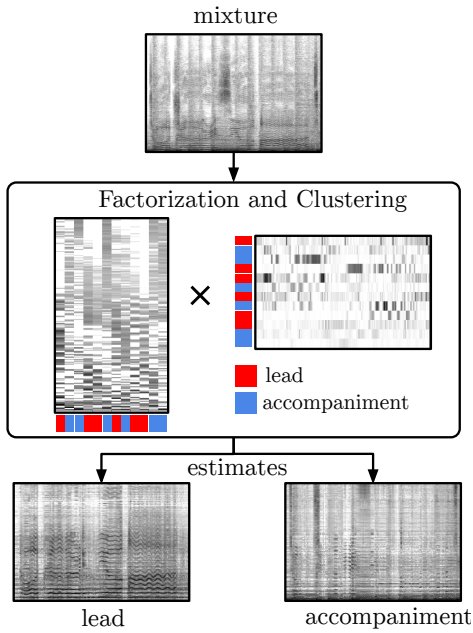 mixture
Factorization and Clustering
×
lead
accompaniment
estimates
lead
accompaniment